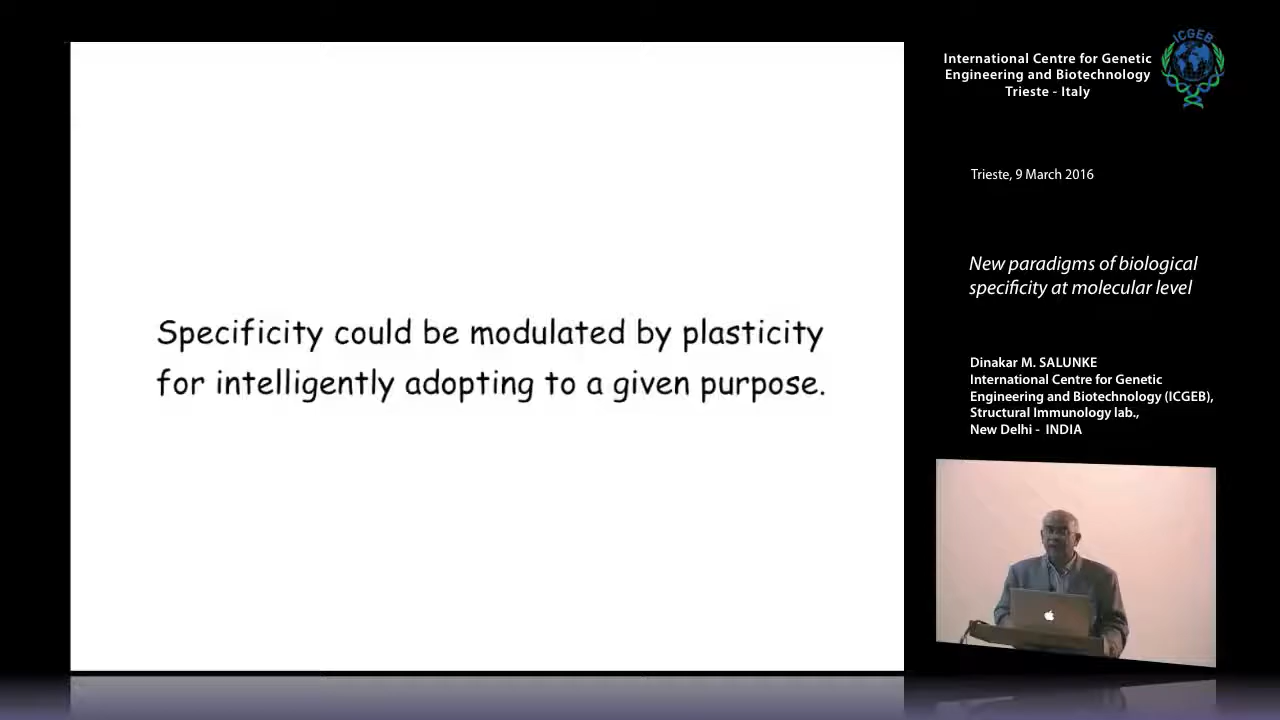 Specificity could be modulated by plasticity
for intelligently adopting to a given purpose.
ICGEB
International Centre for Genetic
Engineering and Biotechnology
Trieste - Italy
Trieste, 9 March 2016
New paradigms of biological
specificity at molecular level
Dinakar M. SALUNKE
International Centre for Genetic
Engineering and Biotechnology (ICGEB),
Structural Immunology lab.,
New Delhi - INDIA